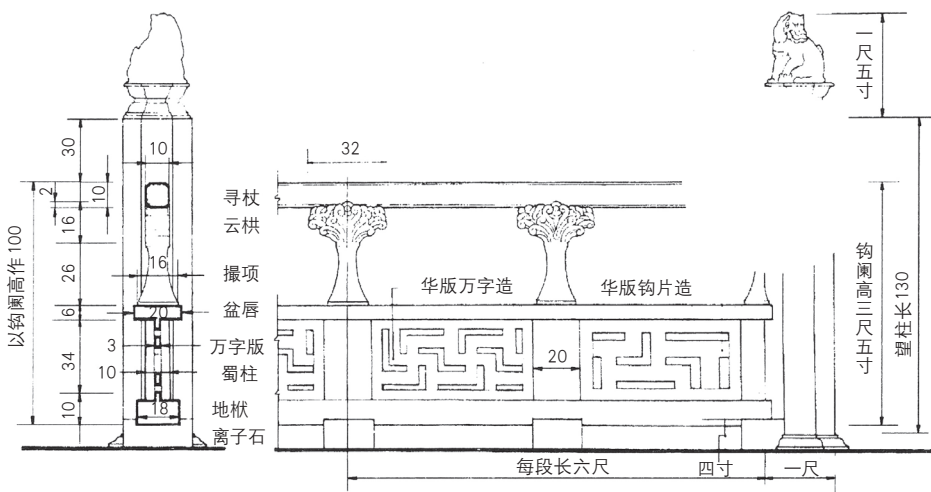 一尺五寸
30
10
32
2
10
寻杖
16
云栱
以钩阑高作100
26
16
撮项
华版万字造
华版钩片造
钩阑高三尺五寸
望柱长130
6
20
盆唇
34
3
万字版
20
10
蜀柱
10
18
地栿
离子石
每段长六尺
四寸
一尺